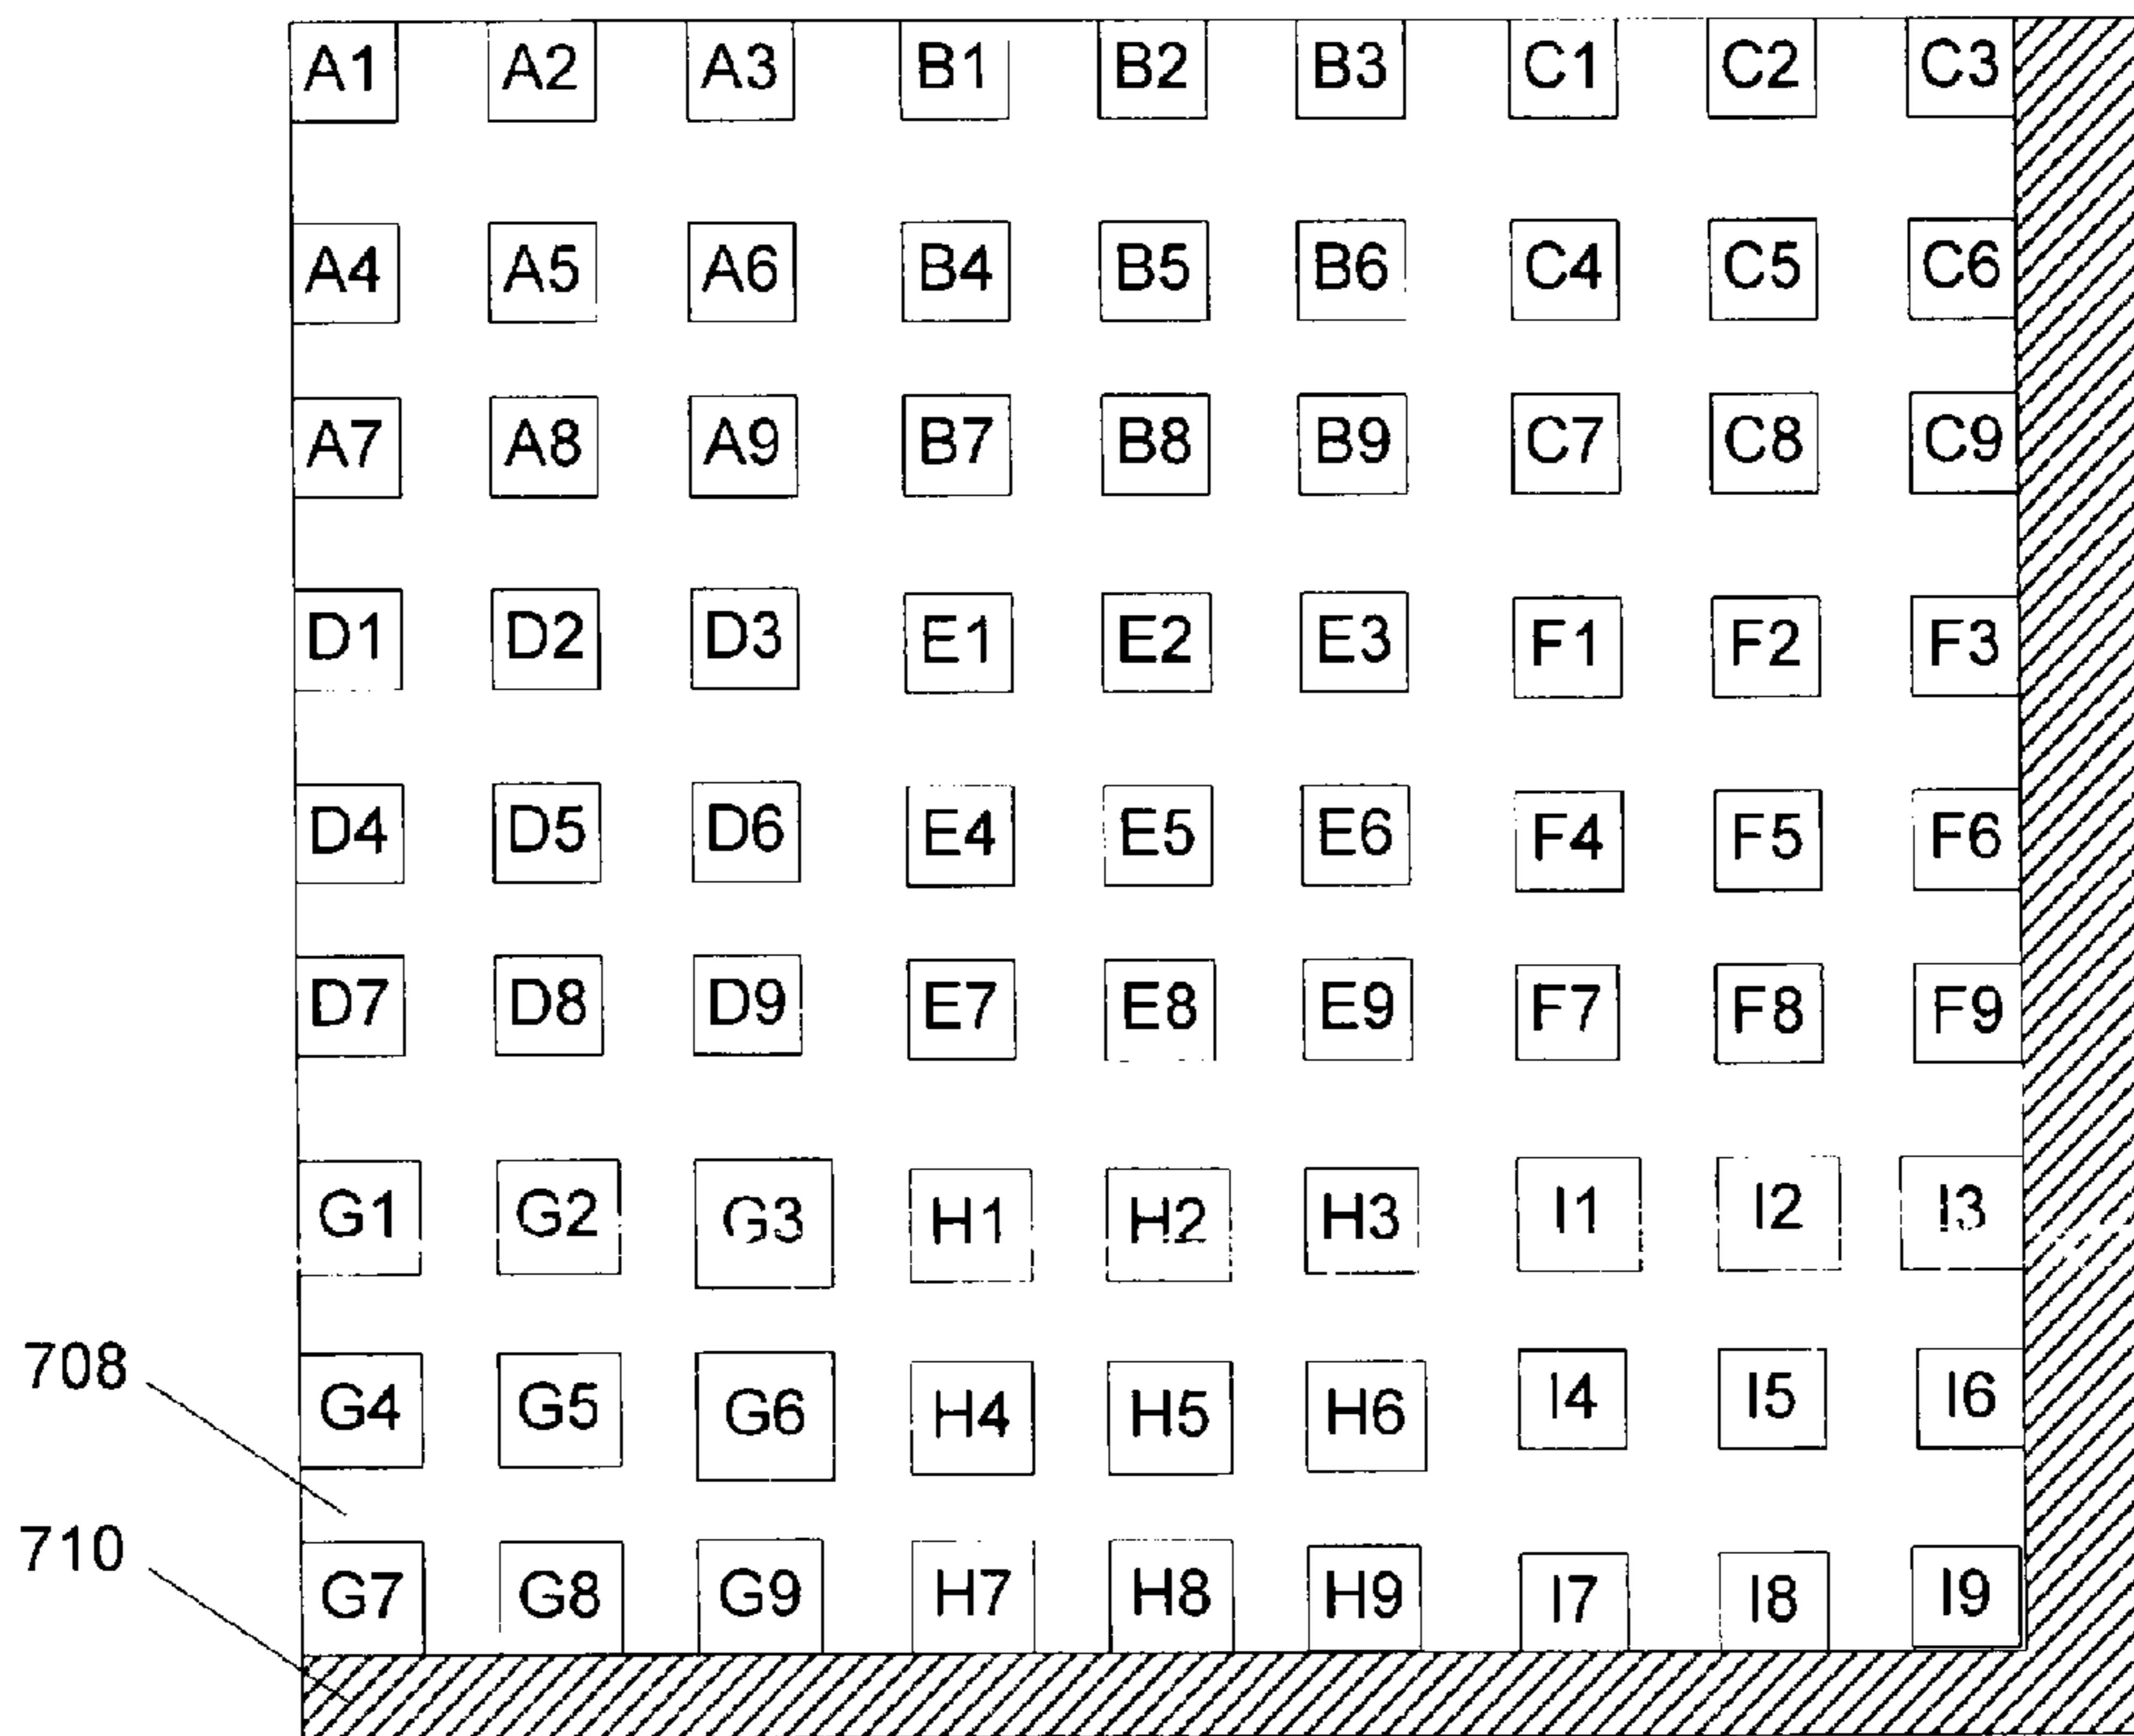 A1 A2 A3 B1 B2 B3 C1 C2 C3
A4 A5 A6 B4 B5 B6 C4 C5 C6
A7 A8 A9 B7 B8 B9 C7 C8 C9
D1 D2 D3 E1 E2 E3 F1 F2 F3
D4 D5 D6 E4 E5 E6 F4 F5 F6
D7 D8 D9 E7 E8 E9 F7 F8 F9
G1 G2 G3 H1 H2 H3 I1 I2 I3
708 G4 G5 G6 H4 H5 H6 I4 I5 I6
710 G7 G8 G9 H7 H8 H9 I7 I8 I9